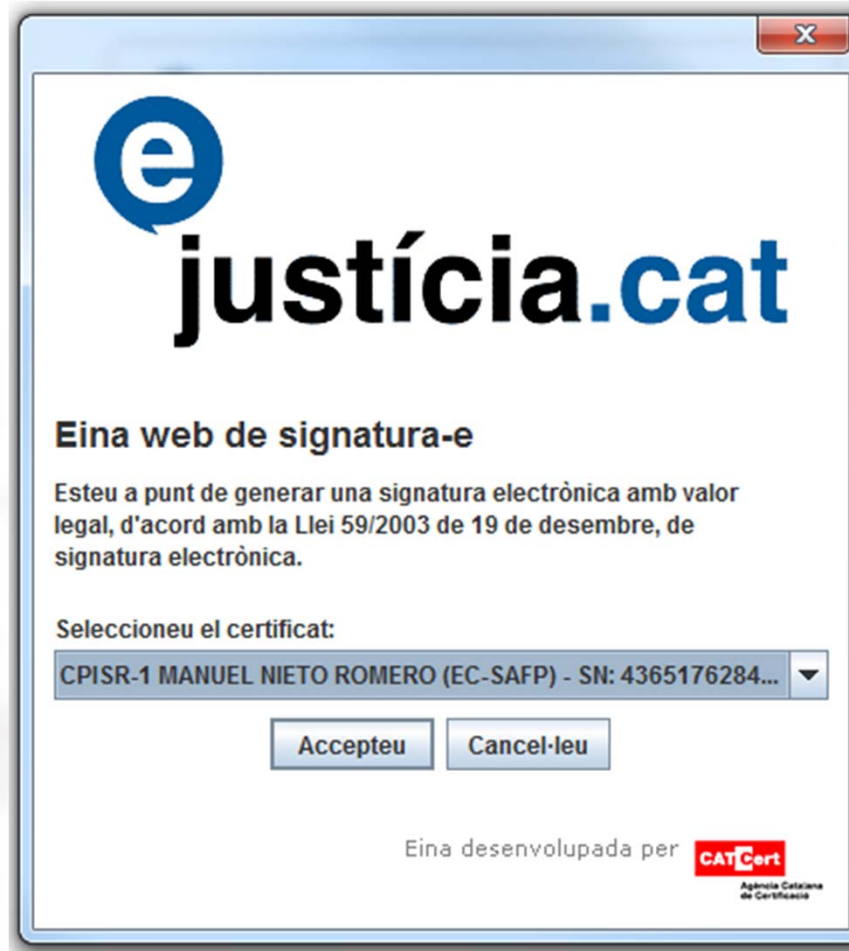 x
e
justícia.cat
Eina web de signatura-e
Esteu a punt de generar una signatura electrònica amb valor
legal, d'acord amb la Llei 59/2003 de 19 de desembre, de
signatura electrònica.
Seleccioneu el certificat:
CPISR-1 MANUEL NIETO ROMERO (EC-SAFP) - SN: 4365176284...
Accepteu Cancel·leu
Eina desenvolupada per CATCert
Agència Catalana
de Certificació